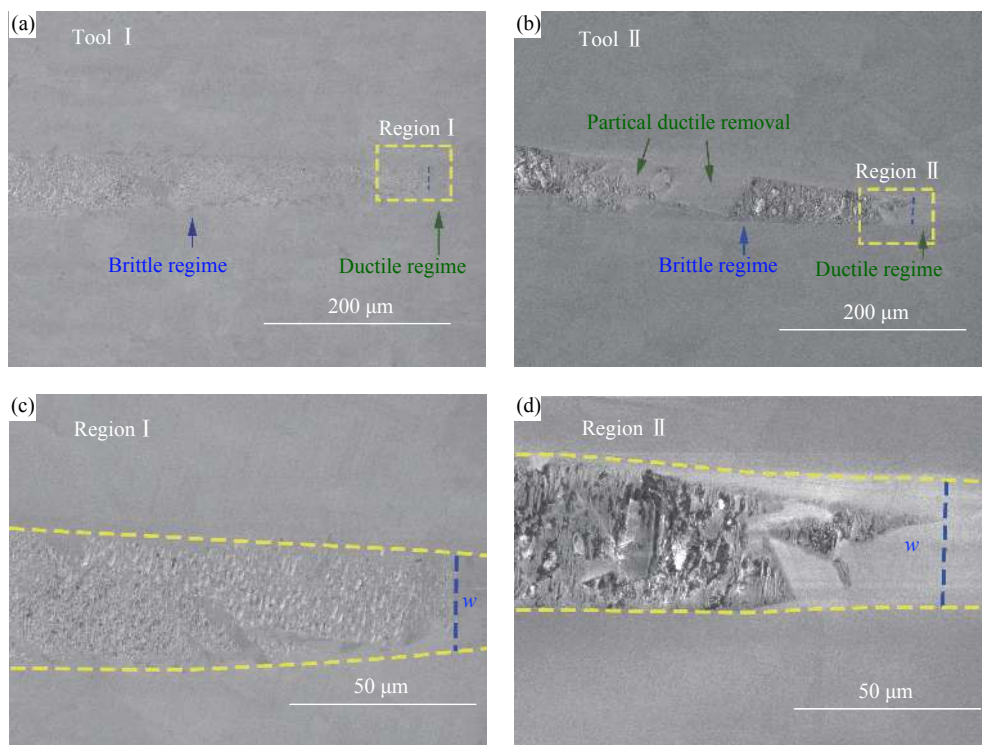 (a)
Tool Ⅰ
Region Ⅰ
Brittle regime
Ductile regime
200 μm
(b)
Tool Ⅱ
Partical ductile removal
Region Ⅱ
Brittle regime
Ductile regime
200 μm
(c)
Region Ⅰ
w
50 μm
(d)
Region Ⅱ
w
50 μm